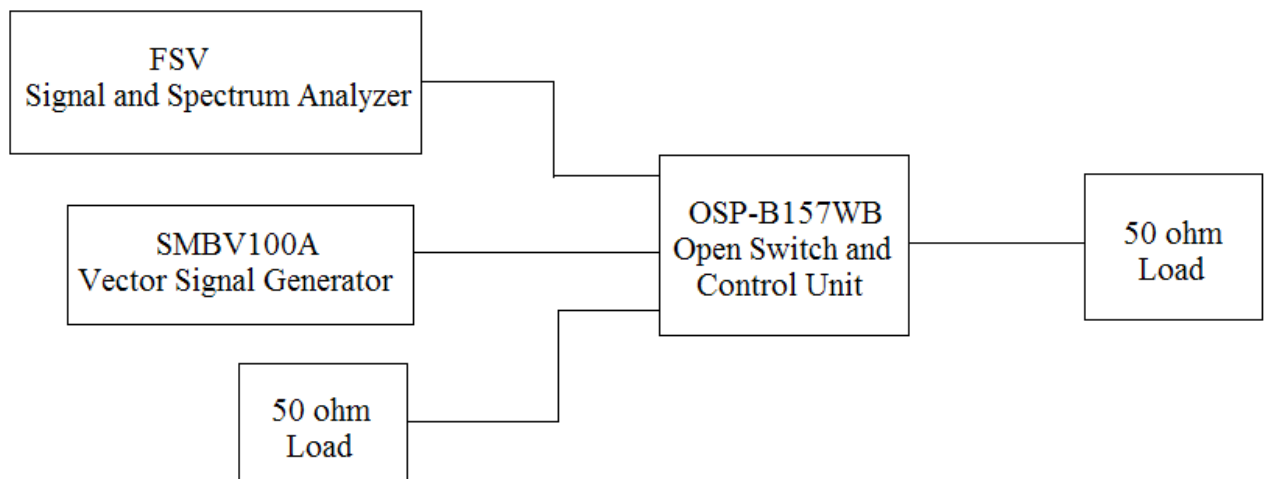 FSV
Signal and Spectrum Analyzer
SMBV100A
Vector Signal Generator
50 ohm
Load
OSP-B157WB
Open Switch and
Control Unit
50 ohm
Load